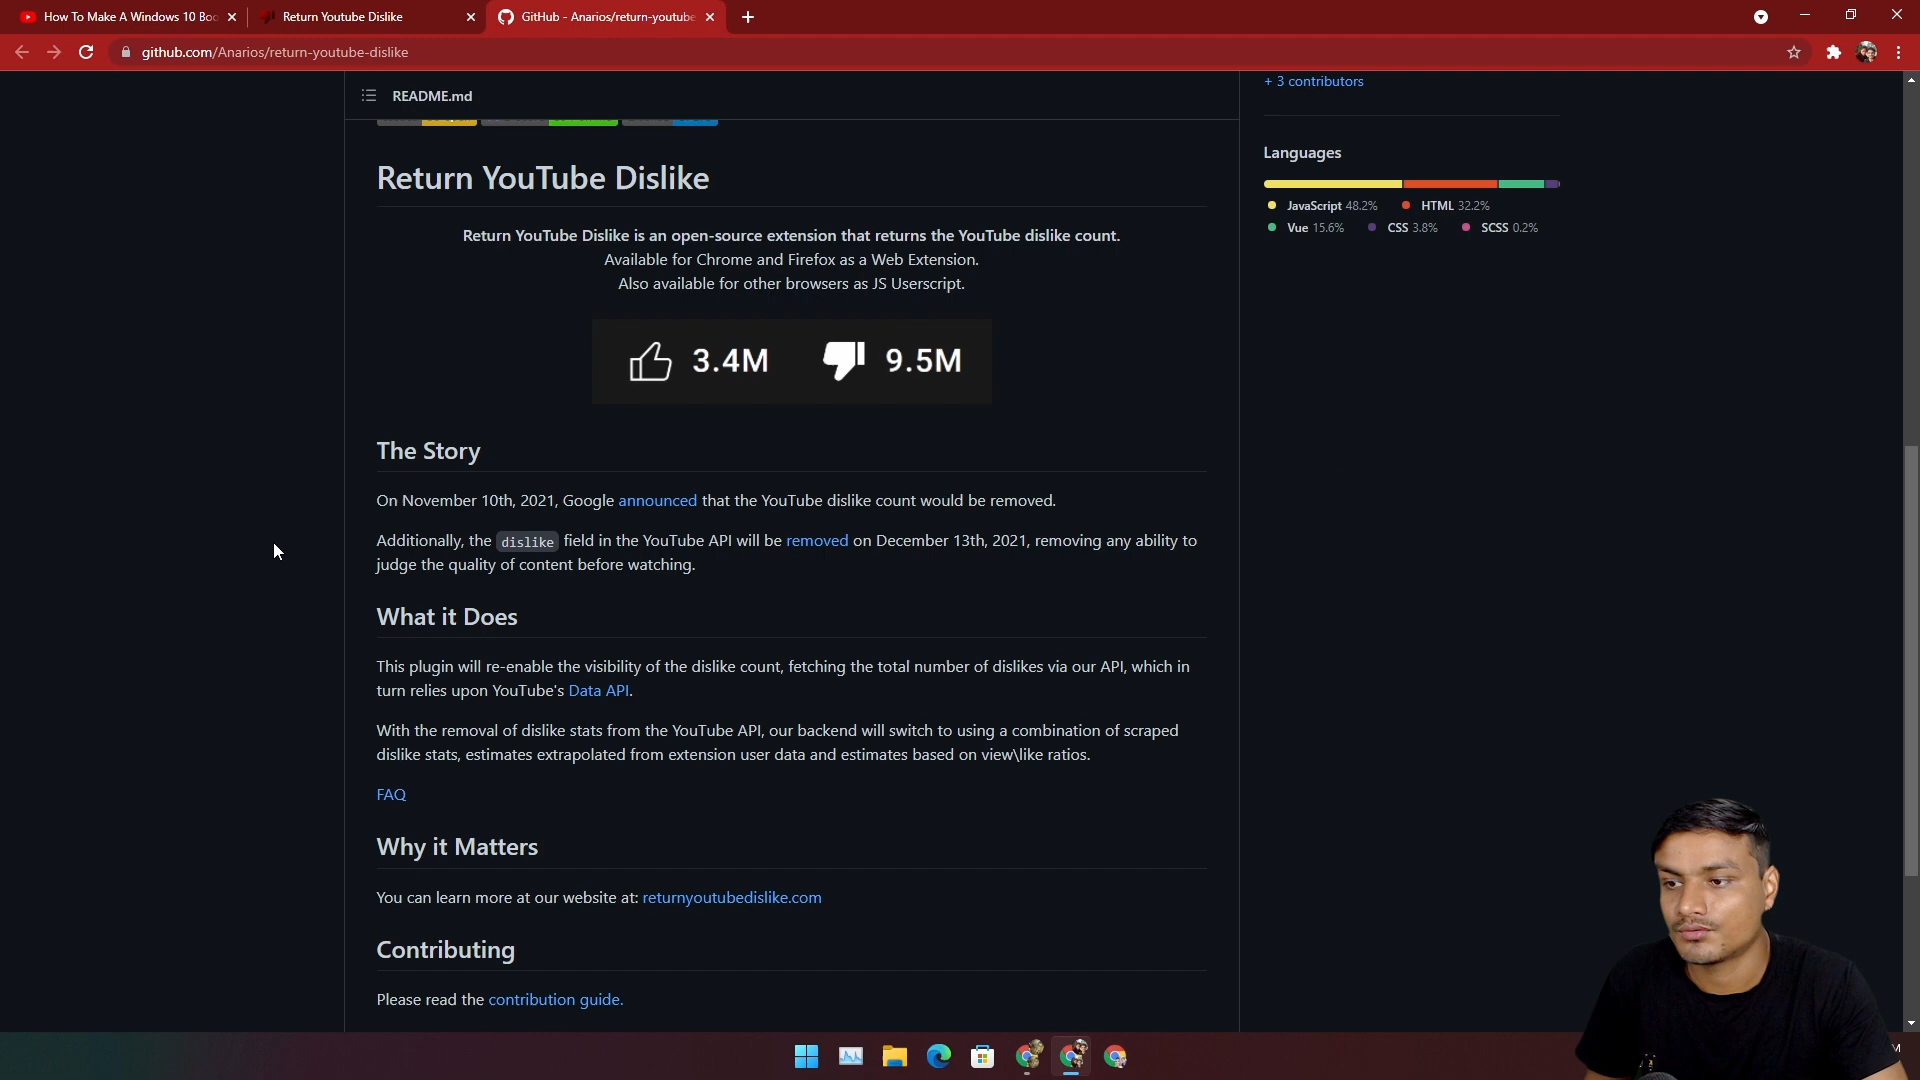 How To Make A Windows 10 Boo
Return Youtube Dislike
GitHub - Anarios/return-youtube
github.com/Anarios/return-youtube-dislike
README.md
+ 3 contributors
Languages
JavaScript 48.2% HTML 32.2%
Vue 15.6% CSS 3.8% SCSS 0.2%
Return YouTube Dislike
Return YouTube Dislike is an open-source extension that returns the YouTube dislike count.
Available for Chrome and Firefox as a Web Extension.
Also available for other browsers as JS Userscript.
3.4M 9.5M
The Story
On November 10th, 2021, Google announced that the YouTube dislike count would be removed.
Additionally, the dislike field in the YouTube API will be removed on December 13th, 2021, removing any ability to
judge the quality of content before watching.
What it Does
This plugin will re-enable the visibility of the dislike count, fetching the total number of dislikes via our API, which in
turn relies upon YouTube's Data API.
With the removal of dislike stats from the YouTube API, our backend will switch to using a combination of scraped
dislike stats, estimates extrapolated from extension user data and estimates based on view\like ratios.
FAQ
Why it Matters
You can learn more at our website at: returnyoutubedislike.com
Contributing
Please read the contribution guide.